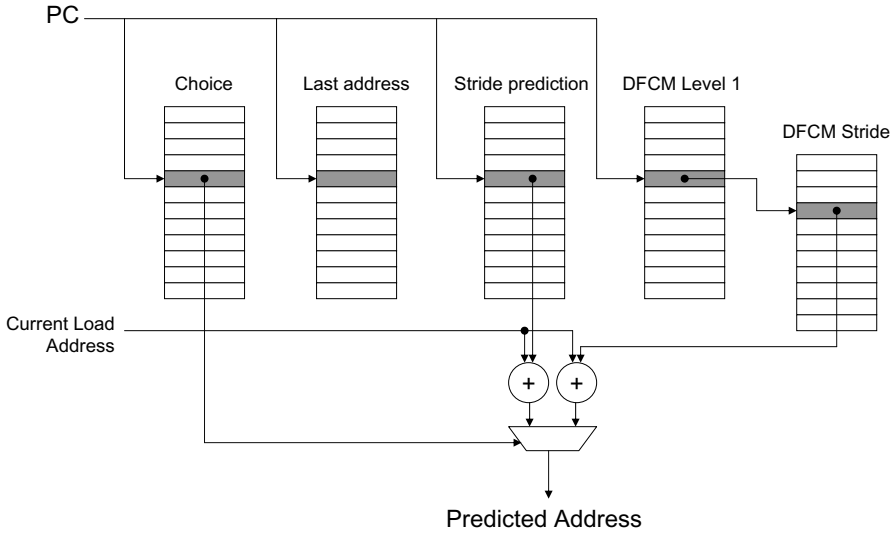 PC
Choice
Last address
Stride prediction
DFCM Level 1
DFCM Stride
Current Load
Address
+
+
Predicted Address